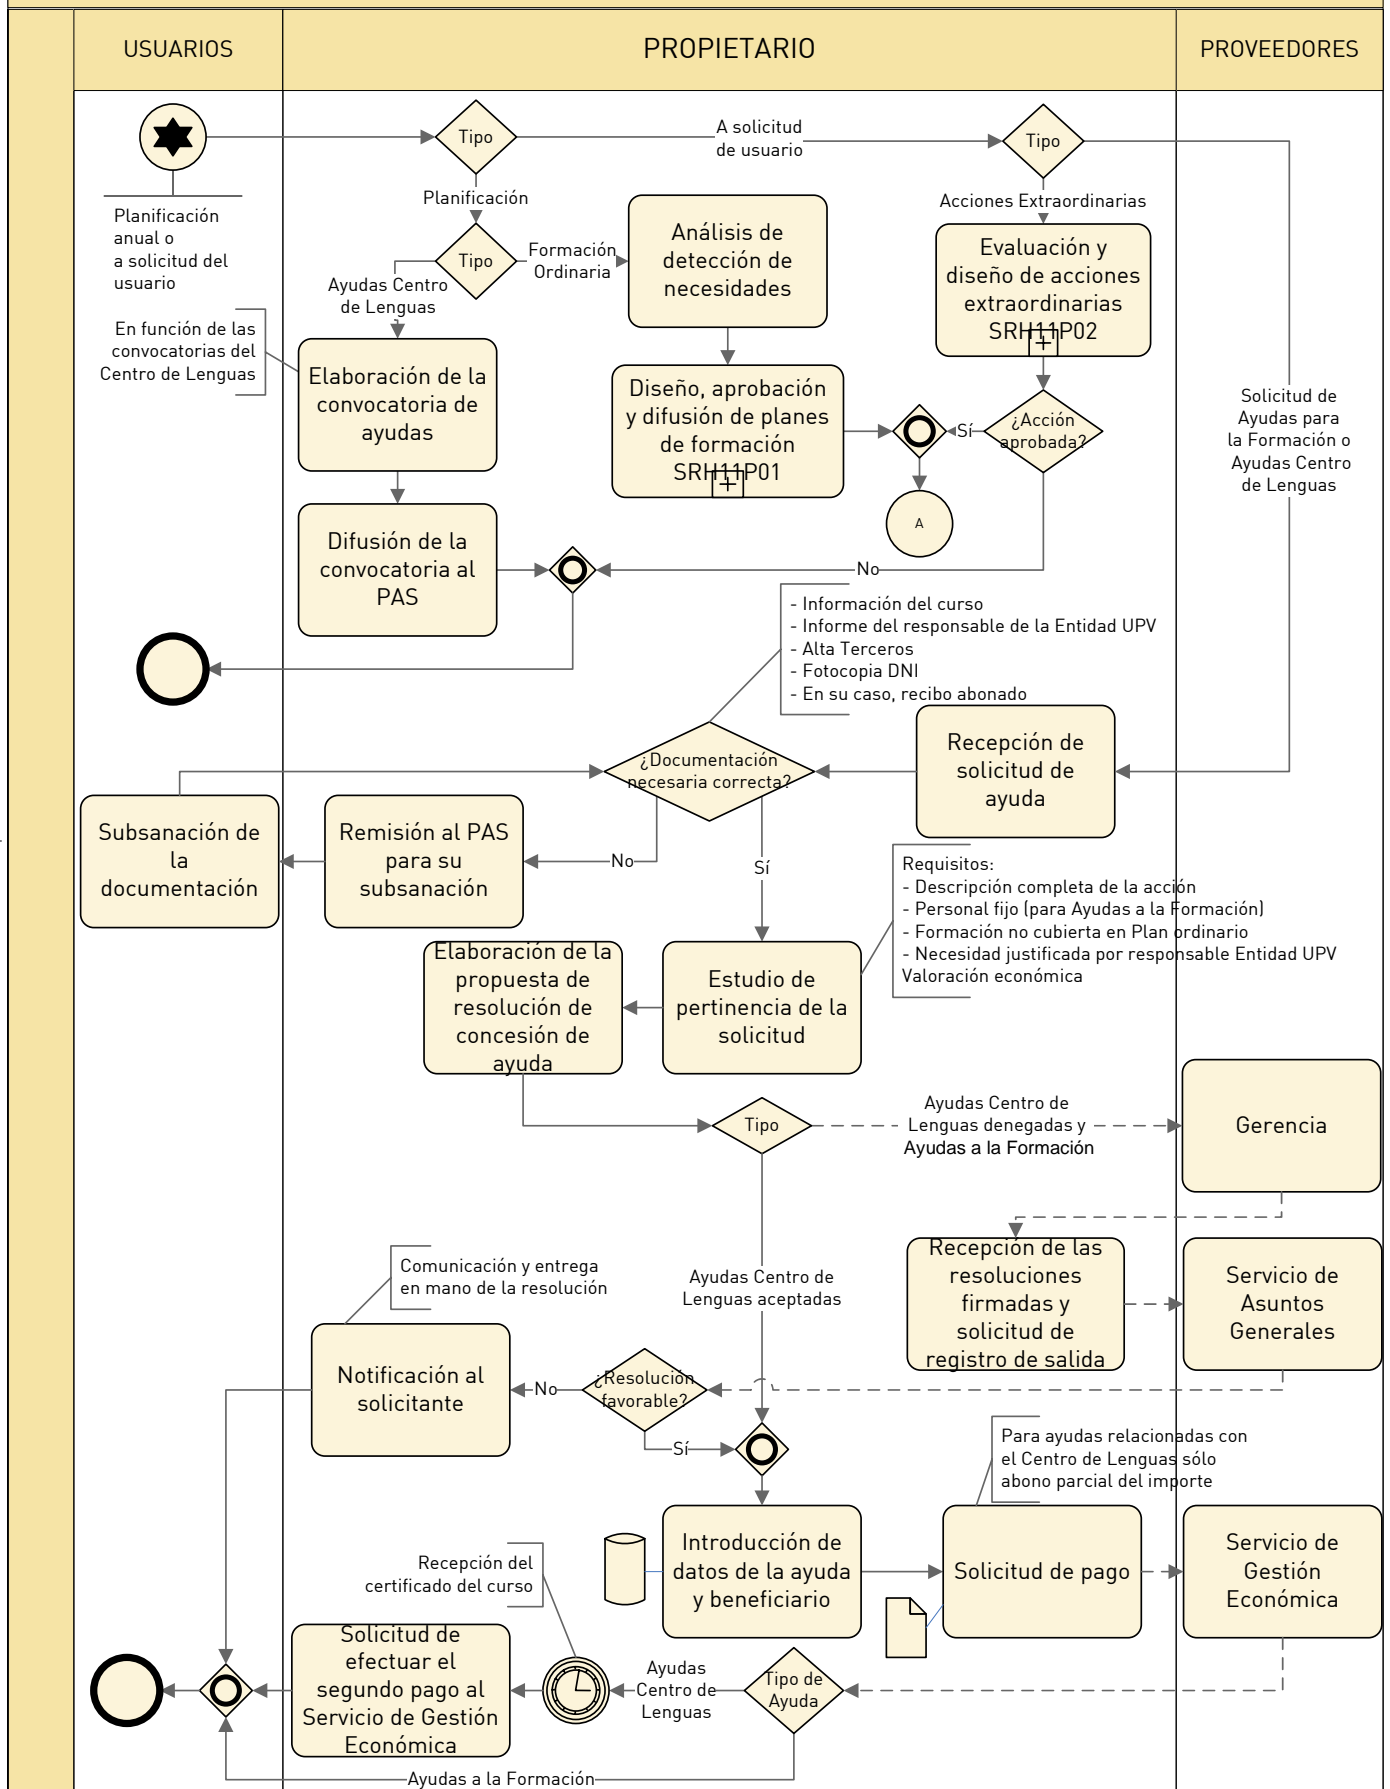 USUARIOS
PROPIETARIO
PROVEEDORES
Tipo
A solicitud
de usuario
Tipo
Planificación
anual o
a solicitud del
usuario
Planificación
Tipo
Formación
Ordinaria
Ayudas Centro
de Lenguas
Análisis de
detección de
necesidades
Acciones Extraordinarias
Evaluación y
diseño de acciones
extraordinarias
SRH11P02
En función de las
convocatorias del
Centro de Lenguas
Elaboración de la
convocatoria de
ayudas
Diseño, aprobación
y difusión de planes
de formación
SRH11P01
Sí
¿Acción
aprobada?
Solicitud de
Ayudas para
la Formación o
Ayudas Centro
de Lenguas
A
Difusión de la
convocatoria al
PAS
No
- Información del curso
- Informe del responsable de la Entidad UPV
- Alta Terceros
- Fotocopia DNI
- En su caso, recibo abonado
¿Documentación
necesaria correcta?
Recepción de
solicitud de
ayuda
Subsanación de
la
documentación
Remisión al PAS
para su
subsanación
No
Sí
Requisitos:
- Descripción completa de la acción
- Personal fijo (para Ayudas a la Formación)
- Formación no cubierta en Plan ordinario
- Necesidad justificada por responsable Entidad UPV
Valoración económica
Elaboración de la
propuesta de
resolución de
concesión de
ayuda
Estudio de
pertinencia de la
solicitud
Tipo
Ayudas Centro de
Lenguas denegadas y
Ayudas a la Formación
Gerencia
Comunicación y entrega
en mano de la resolución
Ayudas Centro de
Lenguas aceptadas
Recepción de las
resoluciones
firmadas y
solicitud de
registro de salida
Servicio de
Asuntos
Generales
Notificación al
solicitante
No
¿Resolución
favorable?
Sí
Para ayudas relacionadas con
el Centro de Lenguas sólo
abono parcial del importe
Introducción de
datos de la ayuda
y beneficiario
Solicitud de pago
Servicio de
Gestión
Económica
Recepción del
certificado del curso
Solicitud de
efectuar el
segundo pago al
Servicio de Gestión
Económica
Ayudas
Centro de
Lenguas
Tipo de
Ayuda
Ayudas a la Formación